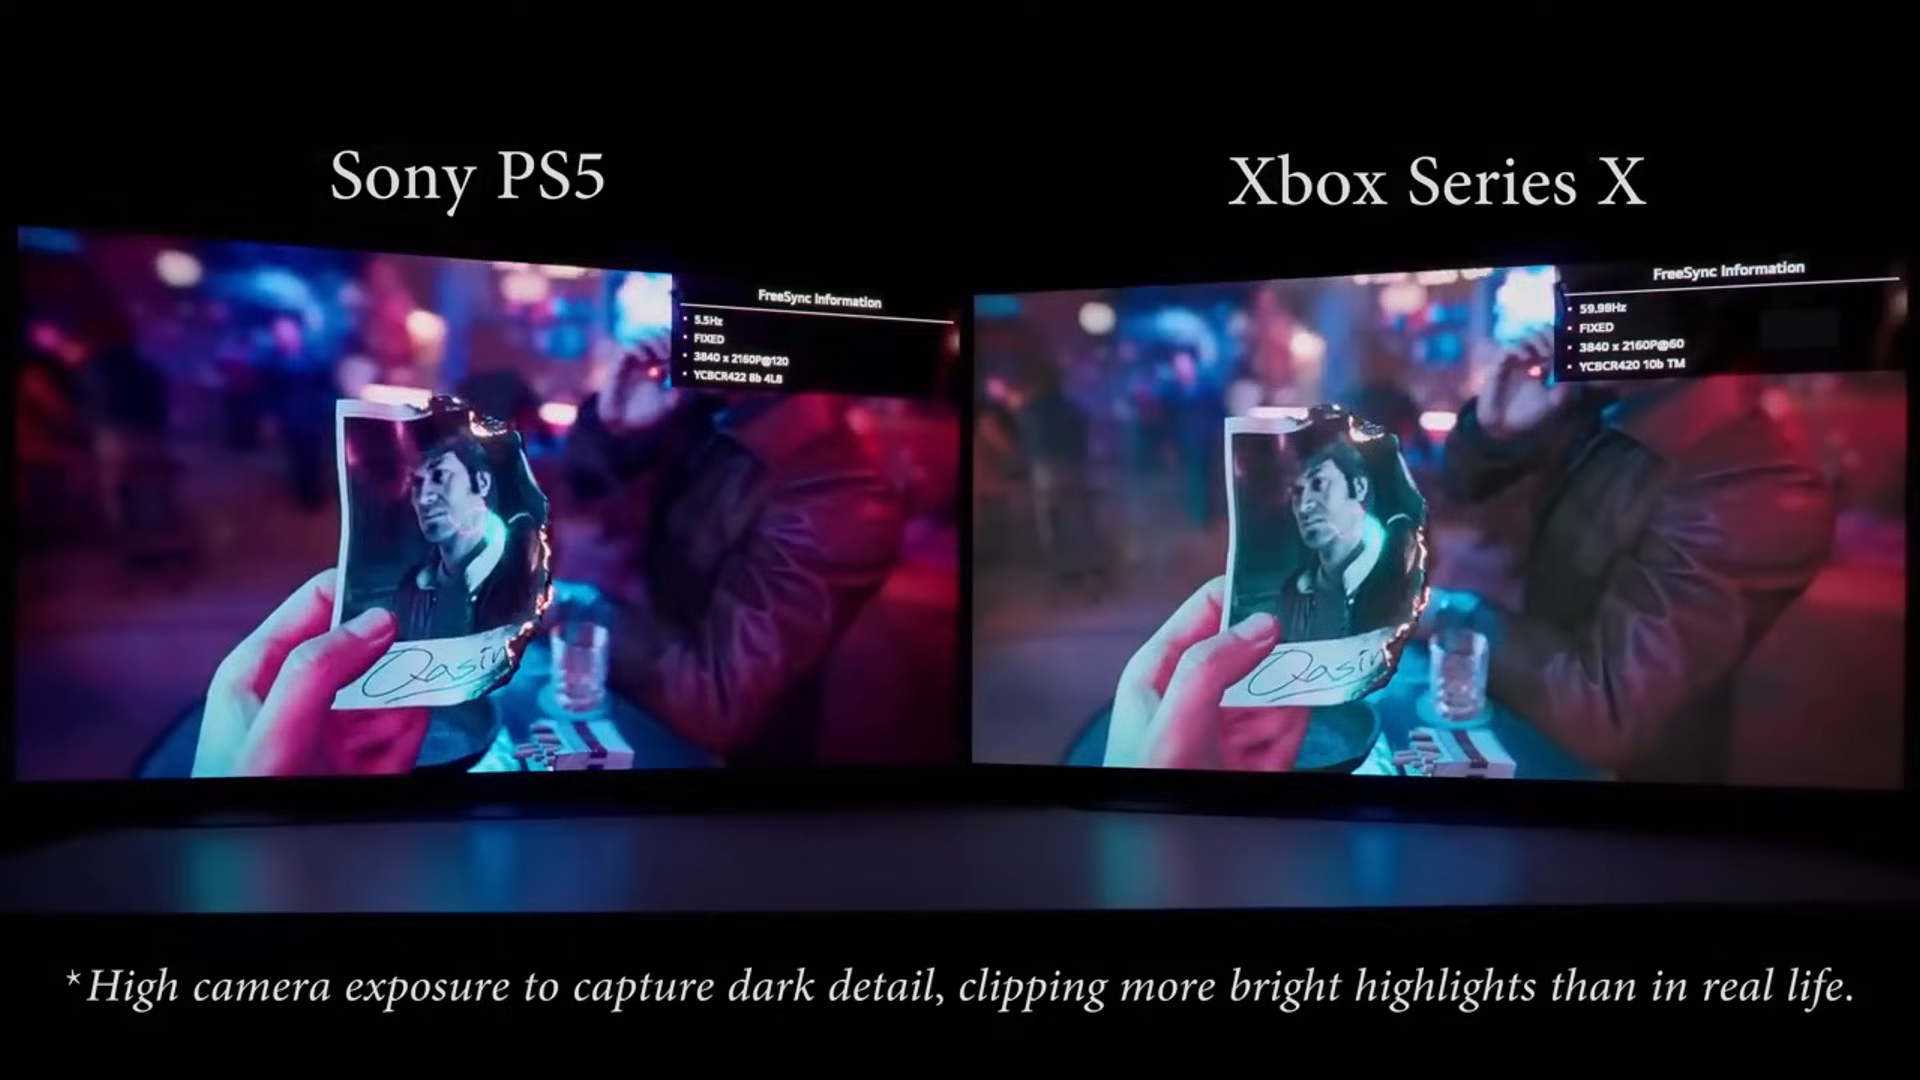 Sony PS5
Xbox Series X
FreeSync Information
5.5Hz
FIXED
3840 x 2160P@120
YCBCR422 8b 4L8
FreeSync Information
59.98Hz
FIXED
3840 x 2160P@60
YCBCR420 10b TM
Qasim
*High camera exposure to capture dark detail, clipping more bright highlights than in real life.